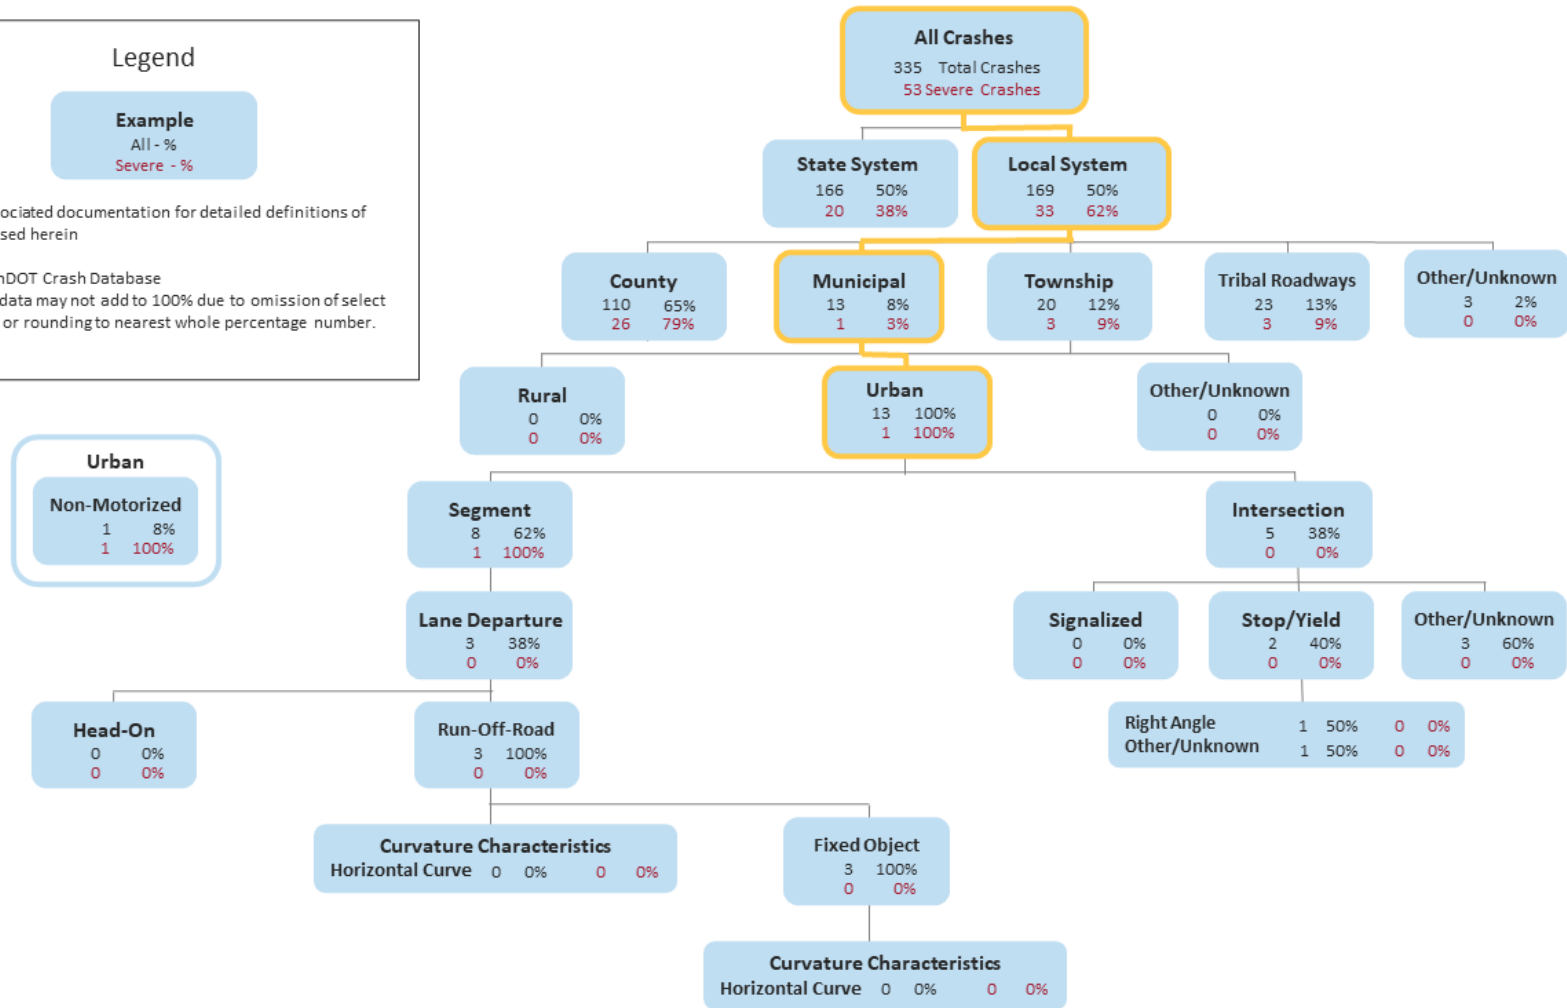 Legend
Example
All - %
Severe - %
ociated documentation for detailed definitions of
sed herein
nDOT Crash Database
data may not add to 100% due to omission of select
or rounding to nearest whole percentage number.
All Crashes
335 Total Crashes
53 Severe Crashes
State System
166 50%
20 38%
Local System
169 50%
33 62%
County
110 65%
26 79%
Municipal
13 8%
1 3%
Township
20 12%
3 9%
Tribal Roadways
23 13%
3 9%
Other/Unknown
3 2%
0 0%
Rural
0 0%
0 0%
Urban
13 100%
1 100%
Other/Unknown
0 0%
0 0%
Urban
Non-Motorized
1 8%
1 100%
Segment
8 62%
1 100%
Intersection
5 38%
0 0%
Lane Departure
3 38%
0 0%
Signalized
0 0%
0 0%
Stop/Yield
2 40%
0 0%
Other/Unknown
3 60%
0 0%
Head-On
0 0%
0 0%
Run-Off-Road
3 100%
0 0%
Right Angle 1 50% 0 0%
Other/Unknown 1 50% 0 0%
Curvature Characteristics
Horizontal Curve 0 0% 0 0%
Fixed Object
3 100%
0 0%
Curvature Characteristics
Horizontal Curve 0 0% 0 0%